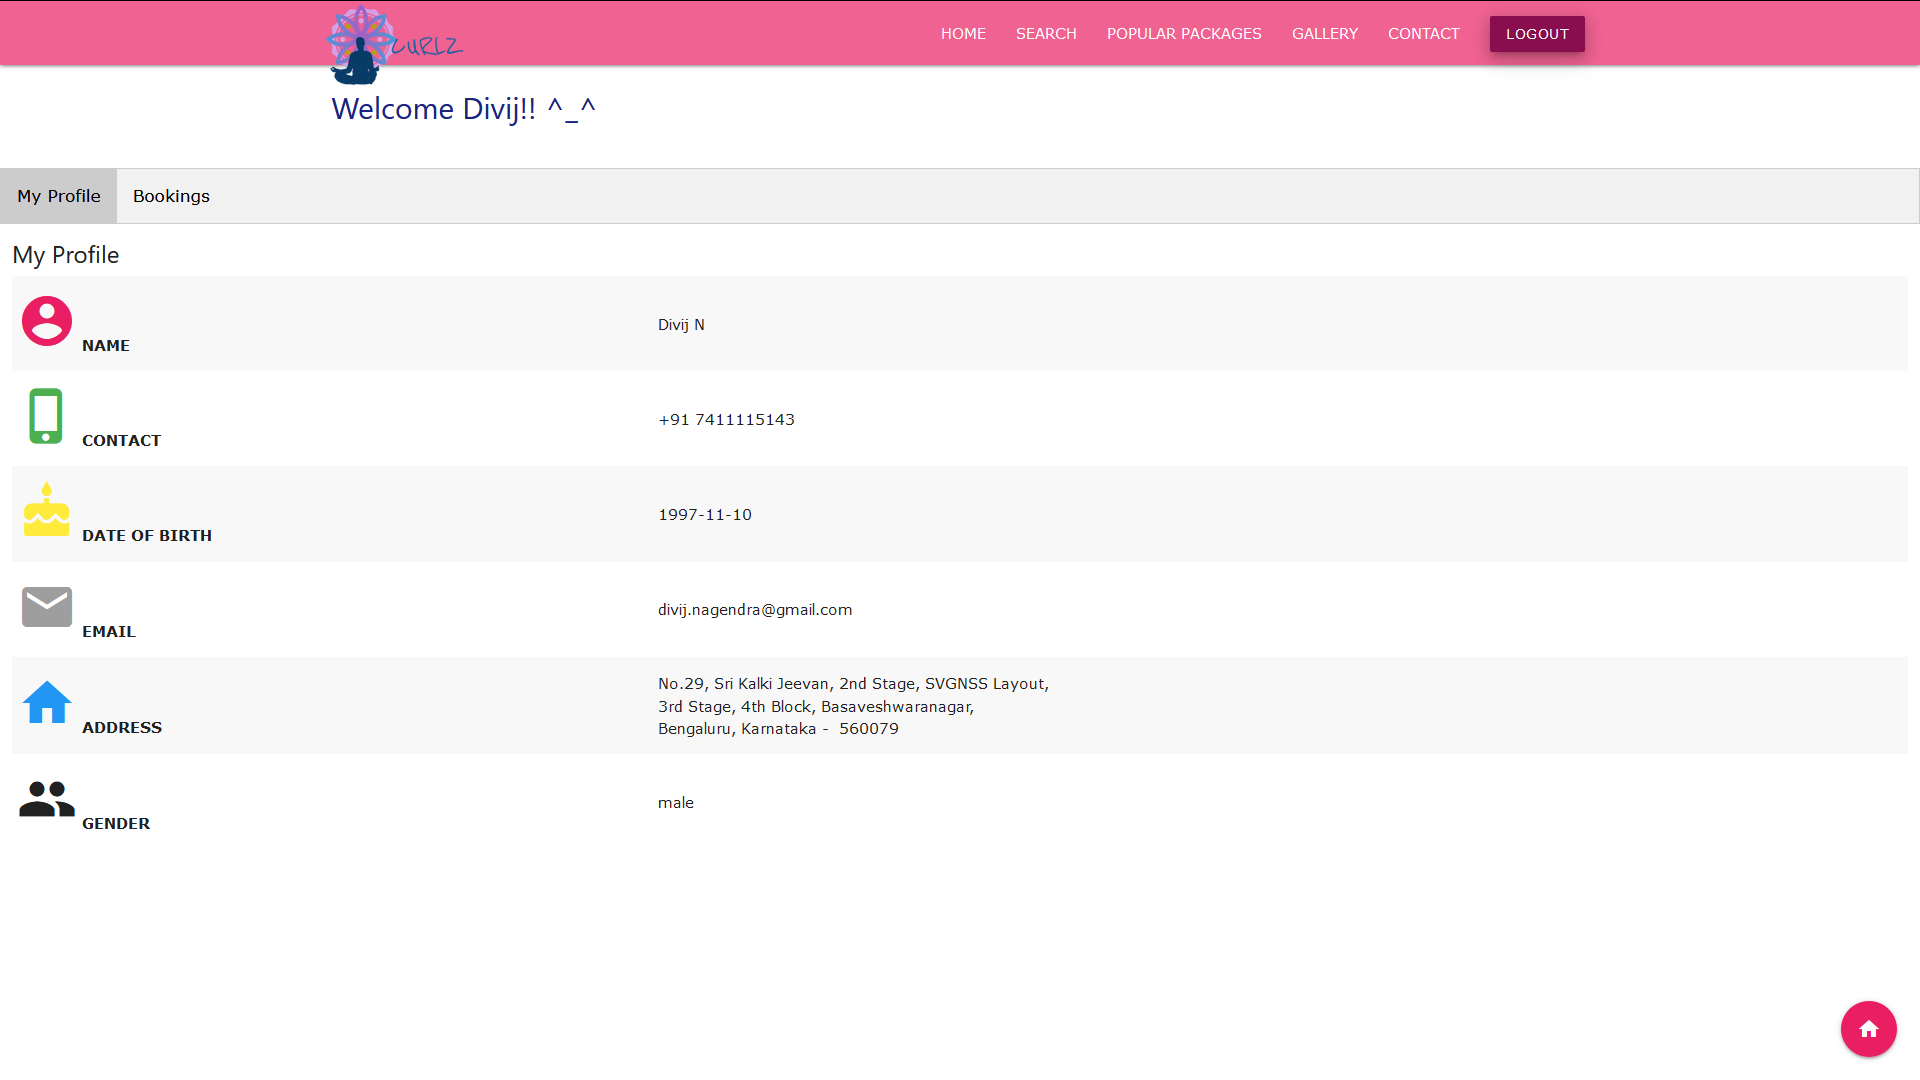 CURLZ
HOME SEARCH POPULAR PACKAGES GALLERY CONTACT LOGOUT
Welcome Divij!! ^_^
My Profile Bookings
My Profile
NAME Divij N
CONTACT +91 7411115143
DATE OF BIRTH 1997-11-10
EMAIL divij.nagendra@gmail.com
ADDRESS No.29, Sri Kalki Jeevan, 2nd Stage, SVGNSS Layout,
3rd Stage, 4th Block, Basaveshwaranagar,
Bengaluru, Karnataka - 560079
GENDER male